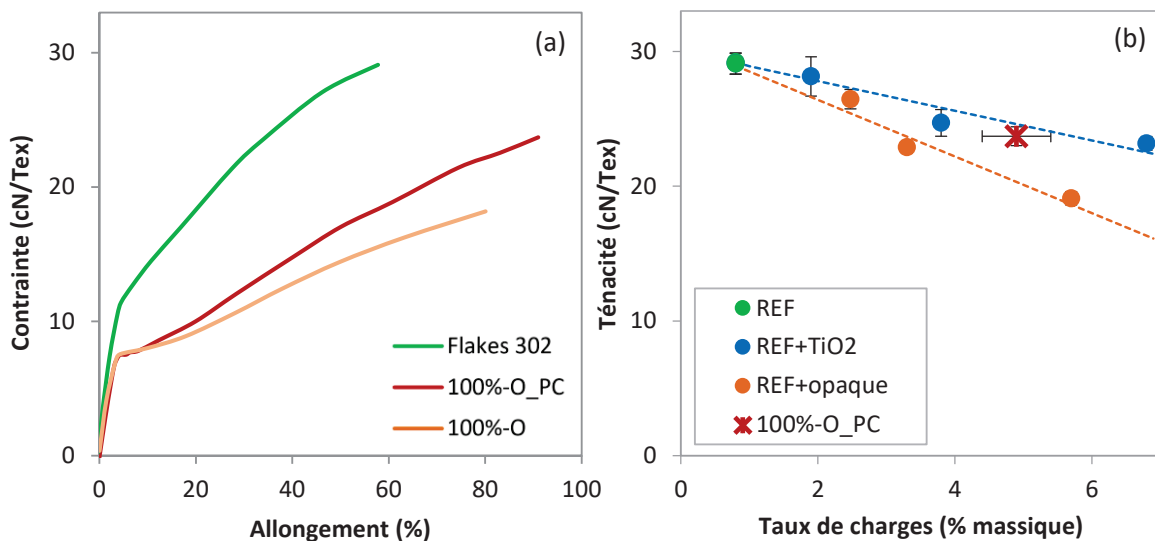 (a)
Contrainte (cN/Tex)
30
20
10
0
0 20 40 60 80 100
Allongement (%)
Flakes 302
100%-O_PC
100%-O
(b)
Ténacité (cN/Tex)
30
20
10
0
0 2 4 6
Taux de charges (% massique)
REF
REF+TiO2
REF+opaque
100%-O_PC